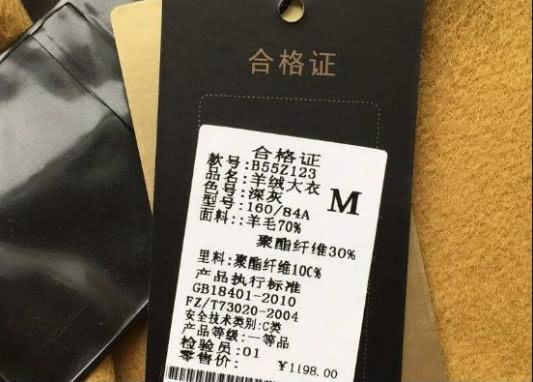 合格证
合格证
款号:B55Z123
品名:羊绒大衣
色号:深灰
型号:160/84A
M
面料::羊毛70%
聚酯纤维30%
里料:聚酯纤维100%
产品执行标准
GB18401-2010
FZ/T73020-2004
安全技术类别:C类
产品等级:一等品
检验员:01
零售价:
¥1198.00